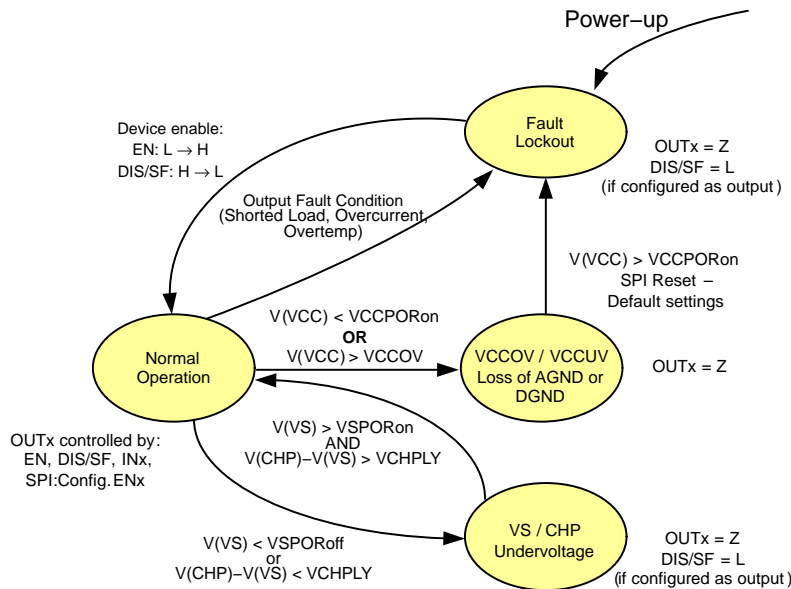 Power–up
Fault
Lockout
OUTx = Z
DIS/SF = L
(if configured as output)
Device enable:
EN: L → H
DIS/SF: H → L
Output Fault Condition
(Shorted Load, Overcurrent,
Overtemp)
V(VCC) > VCCPORon
SPI Reset –
Default settings
V(VCC) < VCCPORon
OR
V(VCC) > VCCOV
Normal
Operation
VCCOV / VCCUV
Loss of AGND or
DGND
OUTx = Z
OUTx controlled by:
EN, DIS/SF, INx,
SPI:Config.ENx
V(VS) > VSPORon
AND
V(CHP)–V(VS) > VCHPLY
VS / CHP
Undervoltage
OUTx = Z
DIS/SF = L
(if configured as output)
V(VS) < VSPORoff
or
V(CHP)–V(VS) < VCHPLY